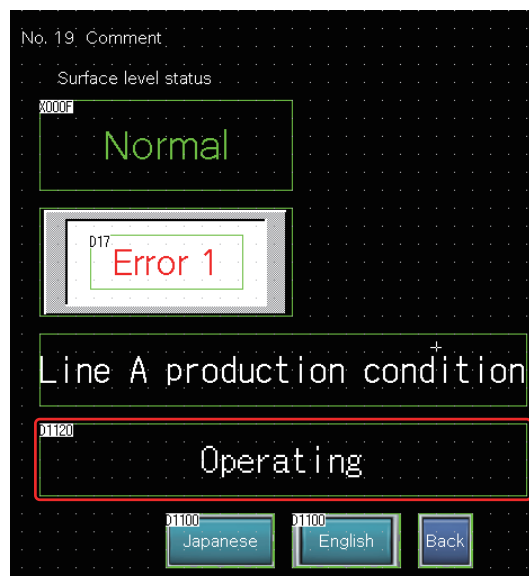 No. 19 Comment
Surface level status
X000F
Normal
D17
Error 1
Line A production condition
D1120
Operating
D1100 D1100
Japanese English Back